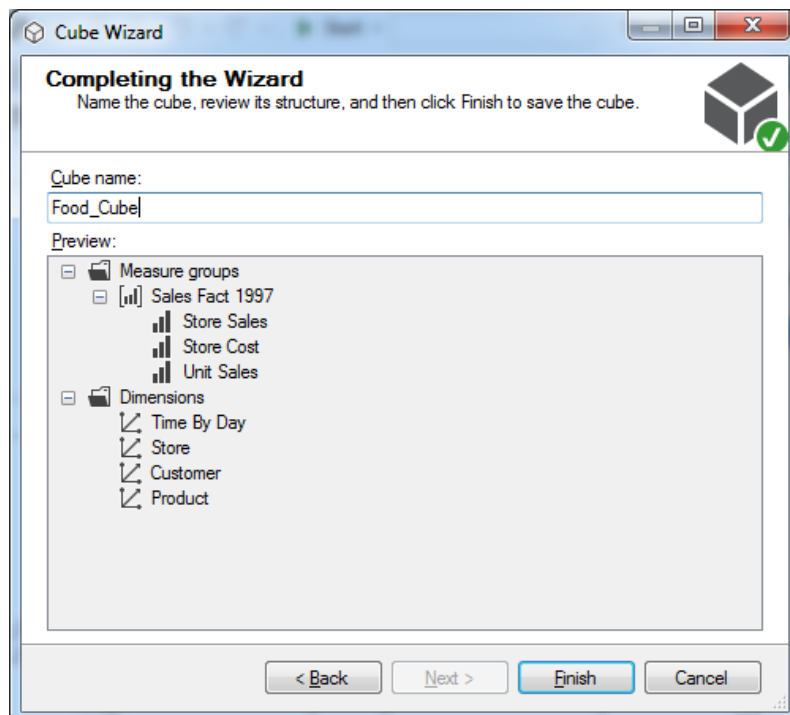 Cube Wizard
Completing the Wizard
Name the cube, review its structure, and then click Finish to save the cube.
Cube name:
Food_Cube
Preview:
Measure groups
Sales Fact 1997
Store Sales
Store Cost
Unit Sales
Dimensions
Time By Day
Store
Customer
Product
< Back Next > Finish Cancel